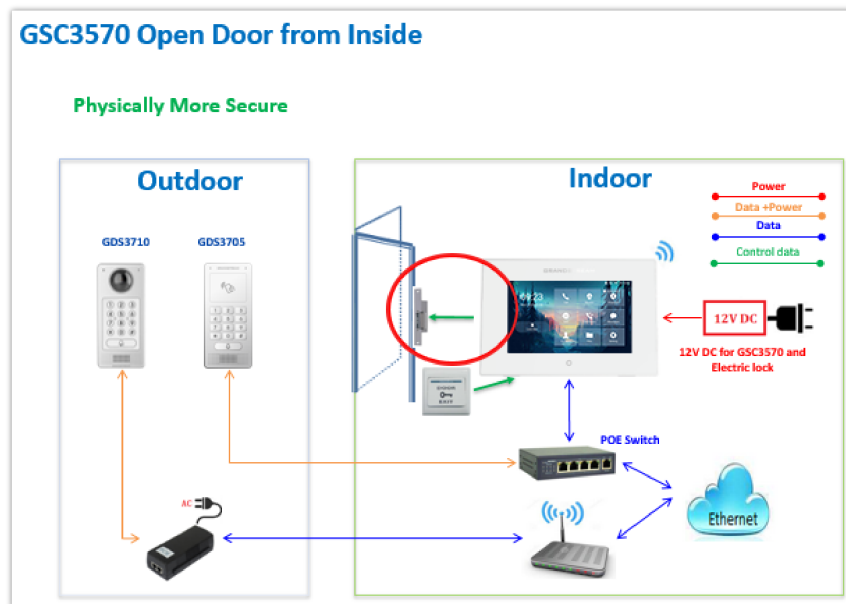 GSC3570 Open Door from Inside
Physically More Secure
Outdoor
Indoor
Power
Data +Power
Data
Control data
GDS3710
GDS3705
12V DC
12V DC for GSC3570 and
Electric lock
POE Switch
AC
Ethernet